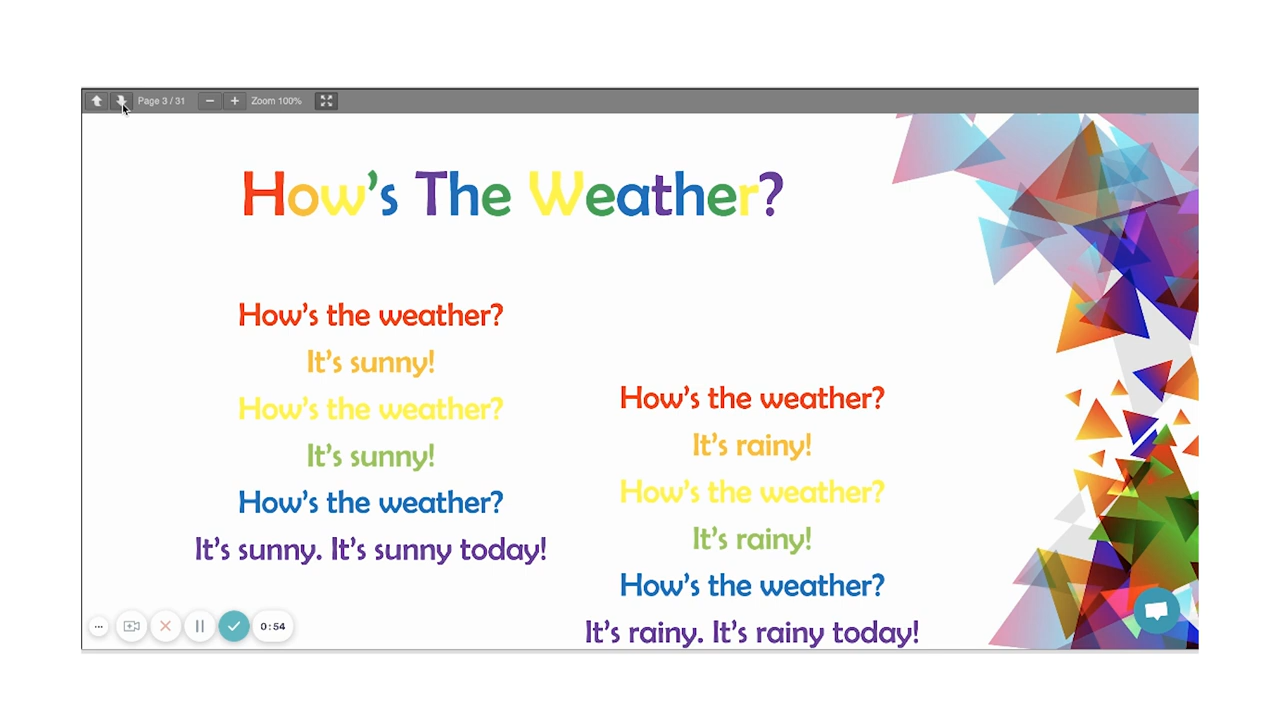 Page 3 / 31
Zoom 100%
How's The Weather?
How's the weather?
It's sunny!
How's the weather?
It's sunny!
How's the weather?
It's sunny. It's sunny today!
How's the weather?
It's rainy!
How's the weather?
It's rainy!
How's the weather?
It's rainy. It's rainy today!
0:54